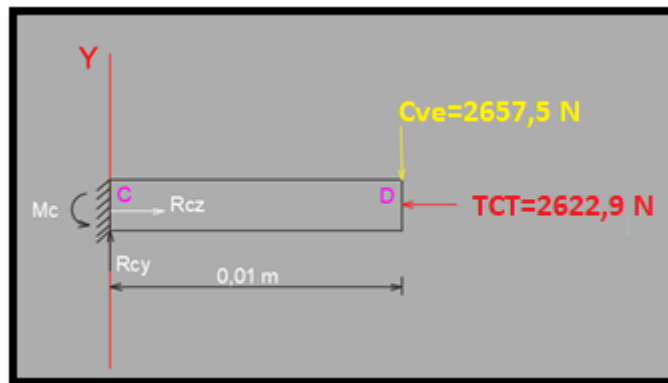 Y
Cve=2657,5 N
C
D
Mc
Rcz
TCT=2622,9 N
Rcy
0,01 m